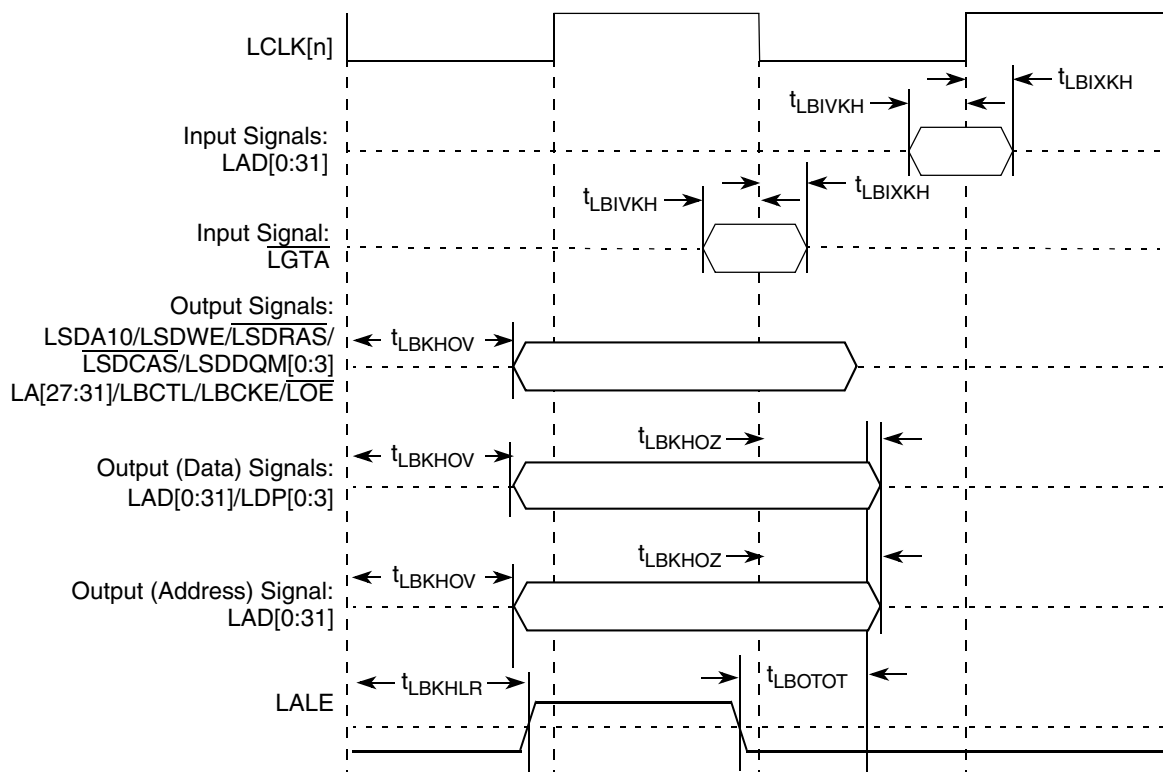 LCLK[n]
tLBIVKH
tLBIXKH
Input Signals:
LAD[0:31]
tLBIVKH
tLBIXKH
Input Signal:
LGTA
Output Signals:
LSDA10/LSDWE/LSDRAS/
LSDCAS/LSDDQM[0:3]
LA[27:31]/LBCTL/LBCKE/LOE
tLBKHOV
tLBKHOZ
Output (Data) Signals:
LAD[0:31]/LDP[0:3]
tLBKHOV
tLBKHOZ
Output (Address) Signal:
LAD[0:31]
tLBKHOV
tLBKHLR
tLBOTOT
LALE